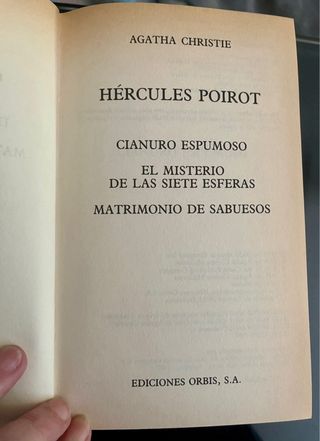 AGATHA CHRISTIE
HÉRCULES POIROT
CIANURO ESPUMOSO
EL MISTERIO
DE LAS SIETE ESFERAS
MATRIMONIO DE SABUESOS
EDICIONES ORBIS, S.A.